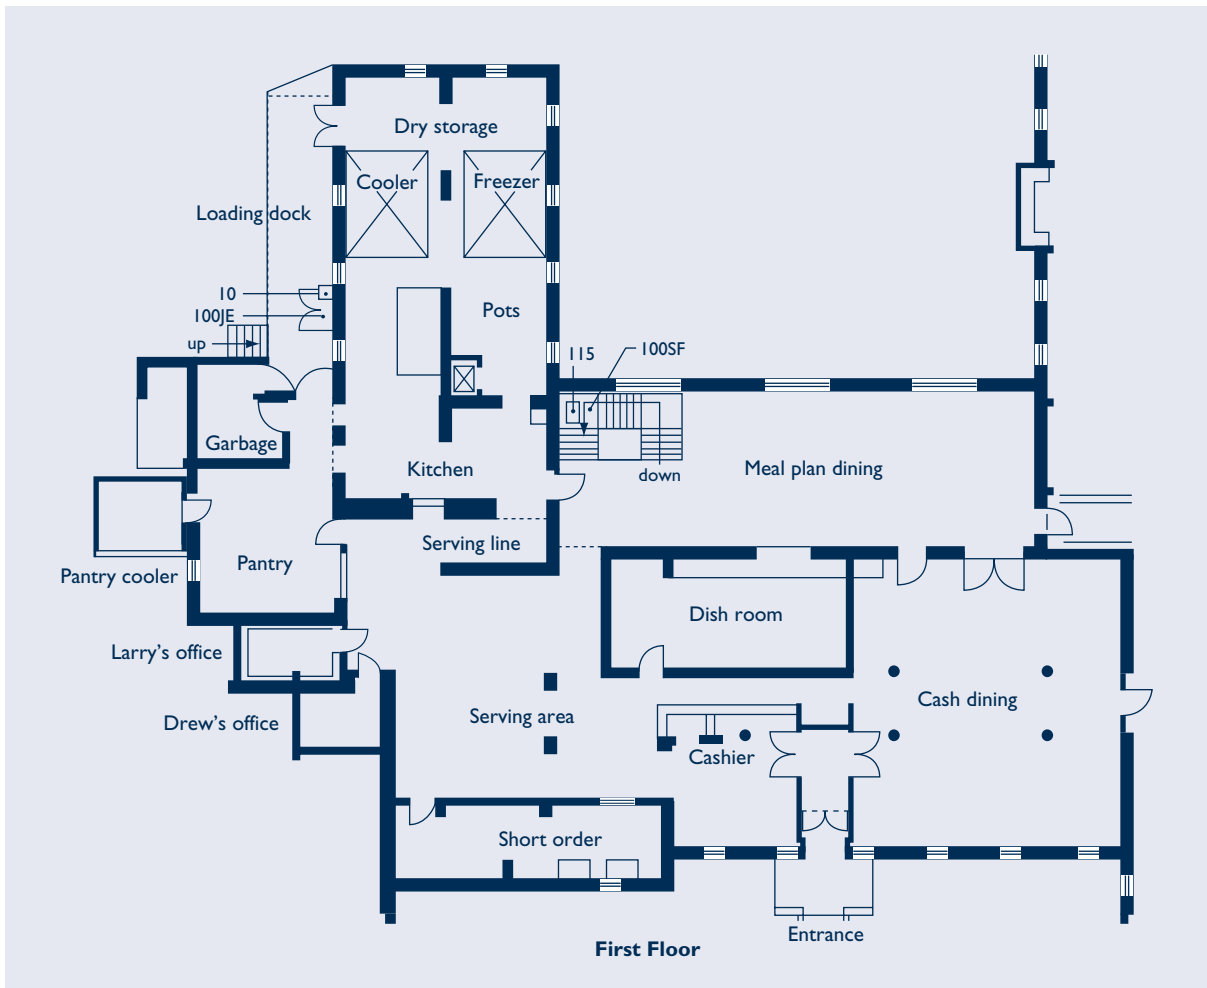 Dry storage
Cooler
Freezer
Loading dock
10
100JE
Pots
up
115
100SF
Garbage
Kitchen
down
Meal plan dining
Serving line
Pantry
Pantry cooler
Dish room
Larry’s office
Cash dining
Drew’s office
Serving area
Cashier
Short order
Entrance
First Floor